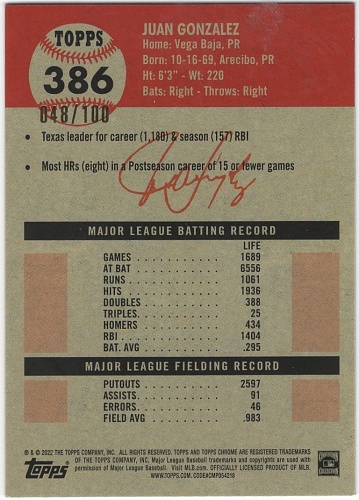 TOPPS
386
048/100
JUAN GONZALEZ
Home: Vega Baja, PR
Born: 10-16-69, Arecibo, PR
Ht: 6'3" - Wt: 220
Bats: Right - Throws: Right
• Texas leader for career (1,180) & season (157) RBI
• Most HRs (eight) in a Postseason career of 15 or fewer games
MAJOR LEAGUE BATTING RECORD
LIFE
GAMES 1689
AT BAT 6556
RUNS 1061
HITS 1936
DOUBLES 388
TRIPLES 25
HOMERS 434
RBI 1404
BAT. AVG .295
MAJOR LEAGUE FIELDING RECORD
PUTOUTS 2597
ASSISTS 91
ERRORS 46
FIELD AVG .983
® & © 2022 THE TOPPS COMPANY, INC. ALL RIGHTS RESERVED. TOPPS AND TOPPS CHROME ARE REGISTERED TRADEMARKS
OF THE TOPPS COMPANY, INC. Major League Baseball trademarks and copyrights are used with
permission of Major League Baseball. Visit MLB.com. OFFICIALLY LICENSED PRODUCT OF MLB.
www.topps.com. CODE#CMP054218
TOPPS